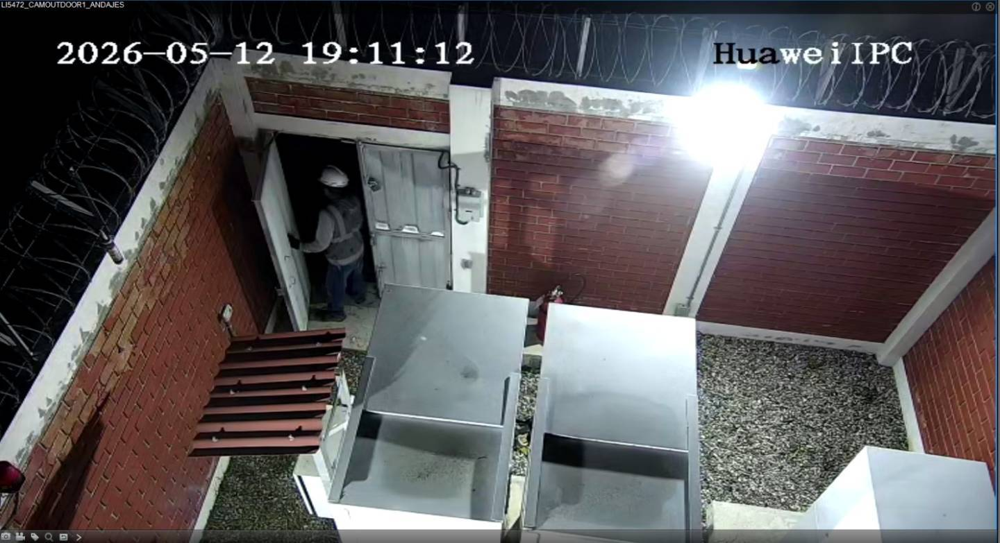 LI5472_CAMOUTDOOR1_ANDAJES
2026-05-12 19:11:12
HuaweiIPC